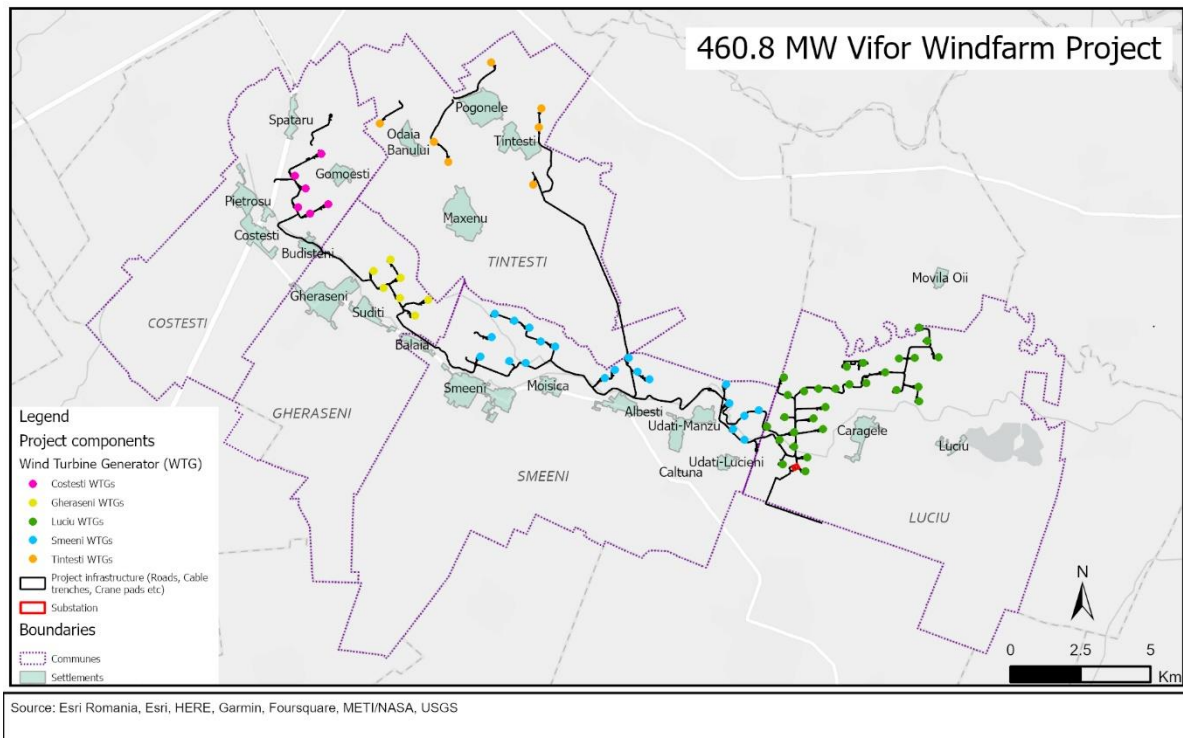 460.8 MW Vifor Windfarm Project
Pogonele
Spataru
Odaia
Banului
Tintesti
Gomoesti
Pietrosu
Maxenu
Costesti
Budisteni
TINTESTI
Movila Oii
Gheraseni
Suditi
COSTESTI
Balaia
Smeeni
Moisica
Albesti
GHERASENI
Udati-Manzu
Caragele
Luciu
Udati-Lucieni
Caltuna
SMEENI
LUCIU
Legend
Project components
Wind Turbine Generator (WTG)
Costesti WTGs
Gheraseni WTGs
Luciu WTGs
Smeeni WTGs
Tintesti WTGs
Project infrastructure (Roads, Cable
trenches, Crane pads etc)
Substation
Boundaries
Communes
Settlements
N
0 2.5 5
Km
Source: Esri Romania, Esri, HERE, Garmin, Foursquare, METI/NASA, USGS